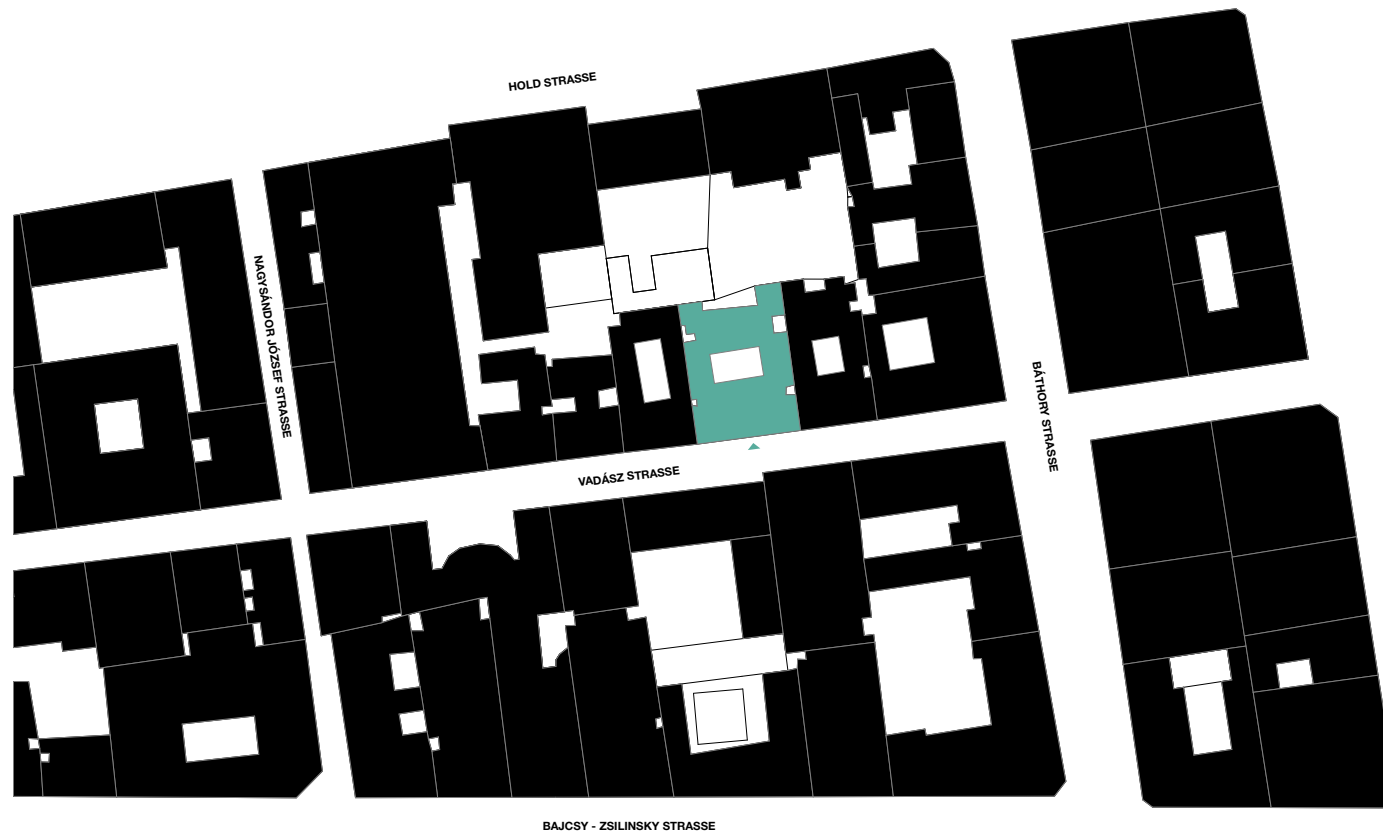 HOLD STRASSE
NAGYSÁNDOR JÓZSEF STRASSE
BÁTHORY STRASSE
VADÁSZ STRASSE
BAJCSY - ZSILINSKY STRASSE